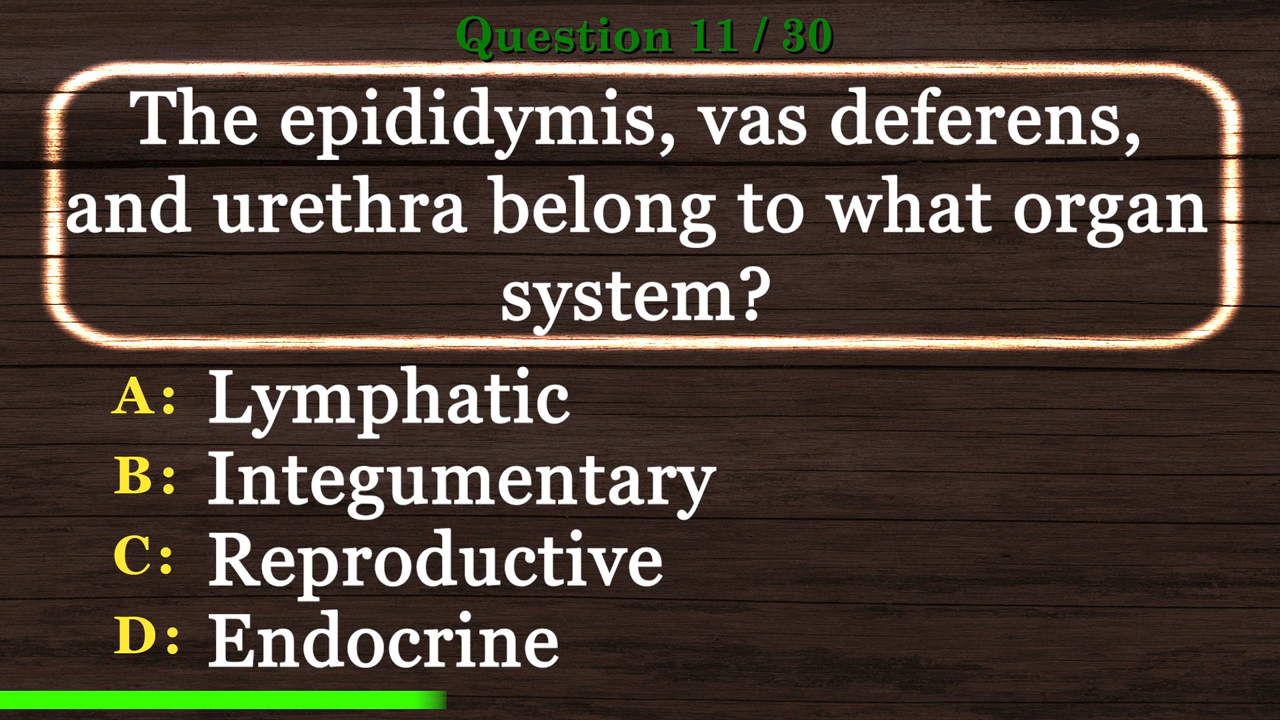 Question 11 / 30
The epididymis, vas deferens,
and urethra belong to what organ
system?
A: Lymphatic
B: Integumentary
C: Reproductive
D: Endocrine